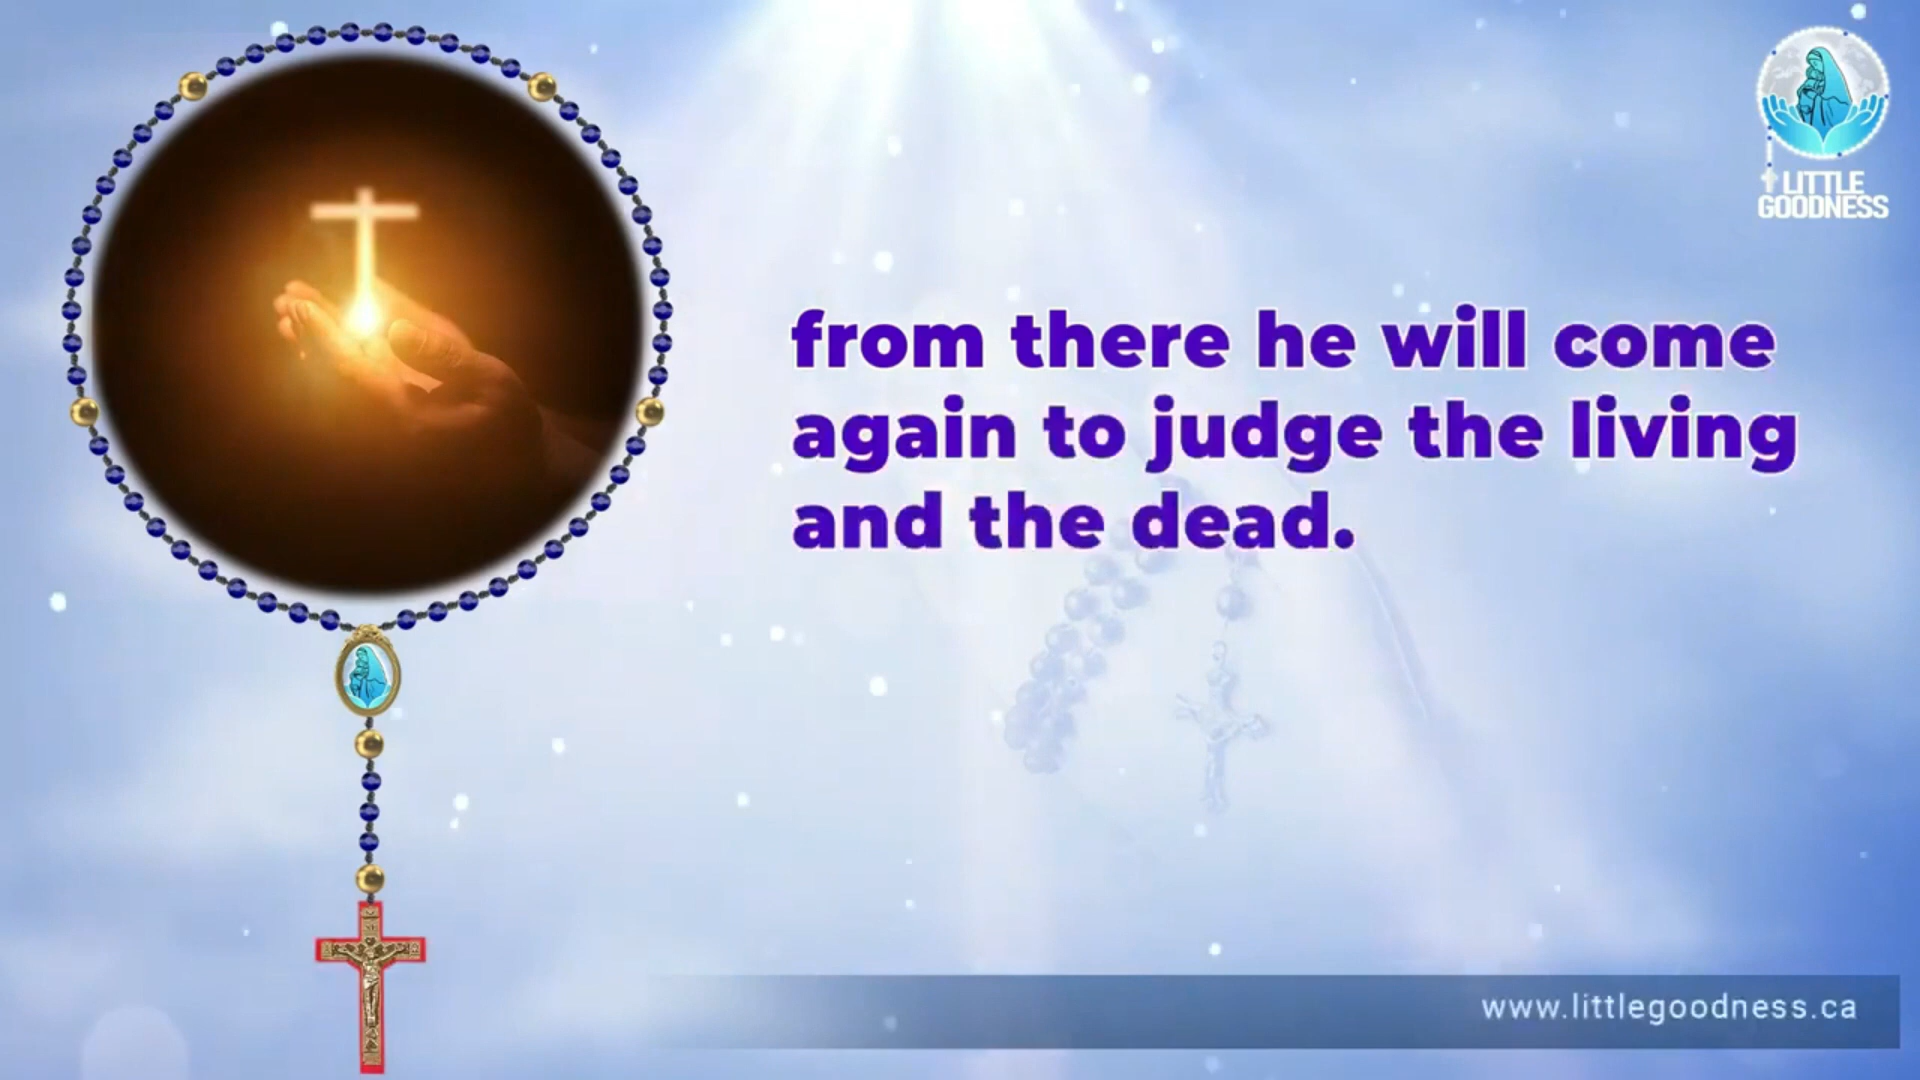 LITTLE
GOODNESS
from there he will come
again to judge the living
and the dead.
www.littlegoodness.ca